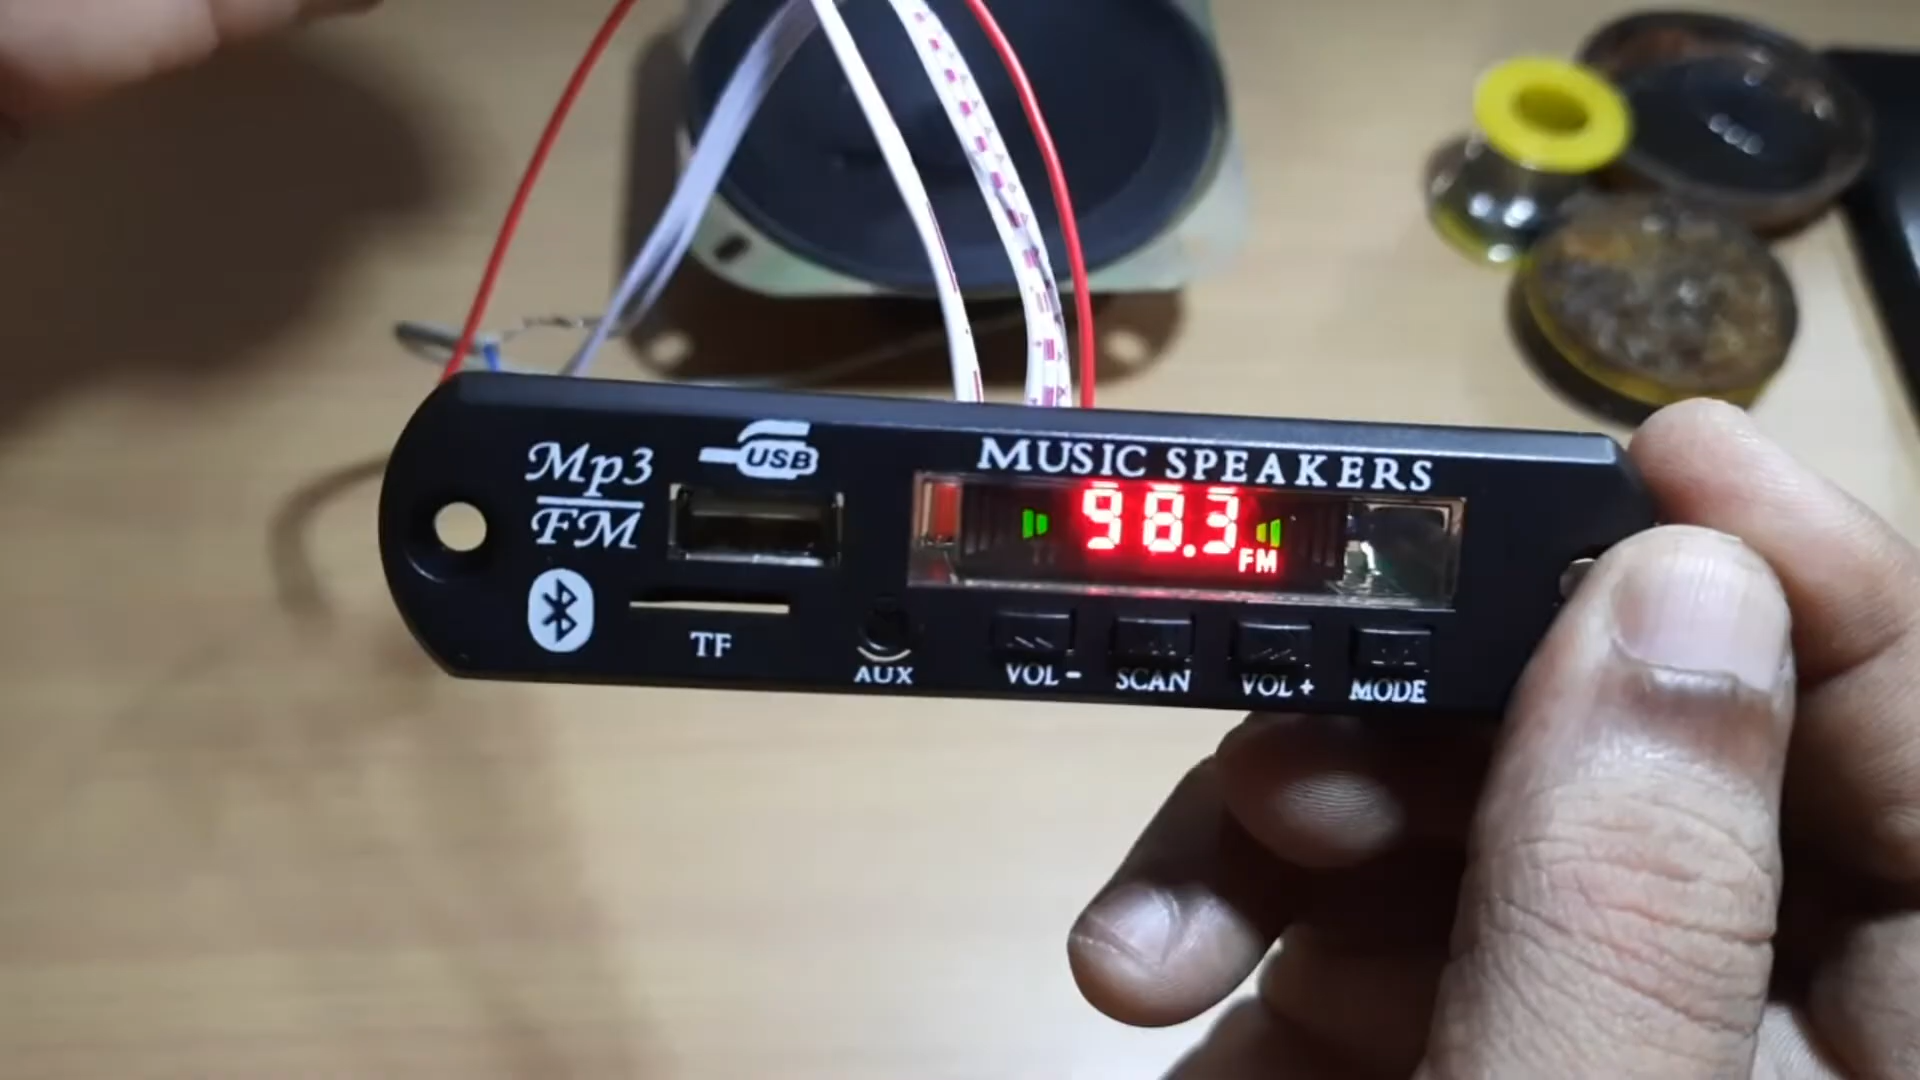 Mp3
FM
USB
MUSIC SPEAKERS
98.3
FM
TF
AUX
VOL -
SCAN
VOL +
MODE